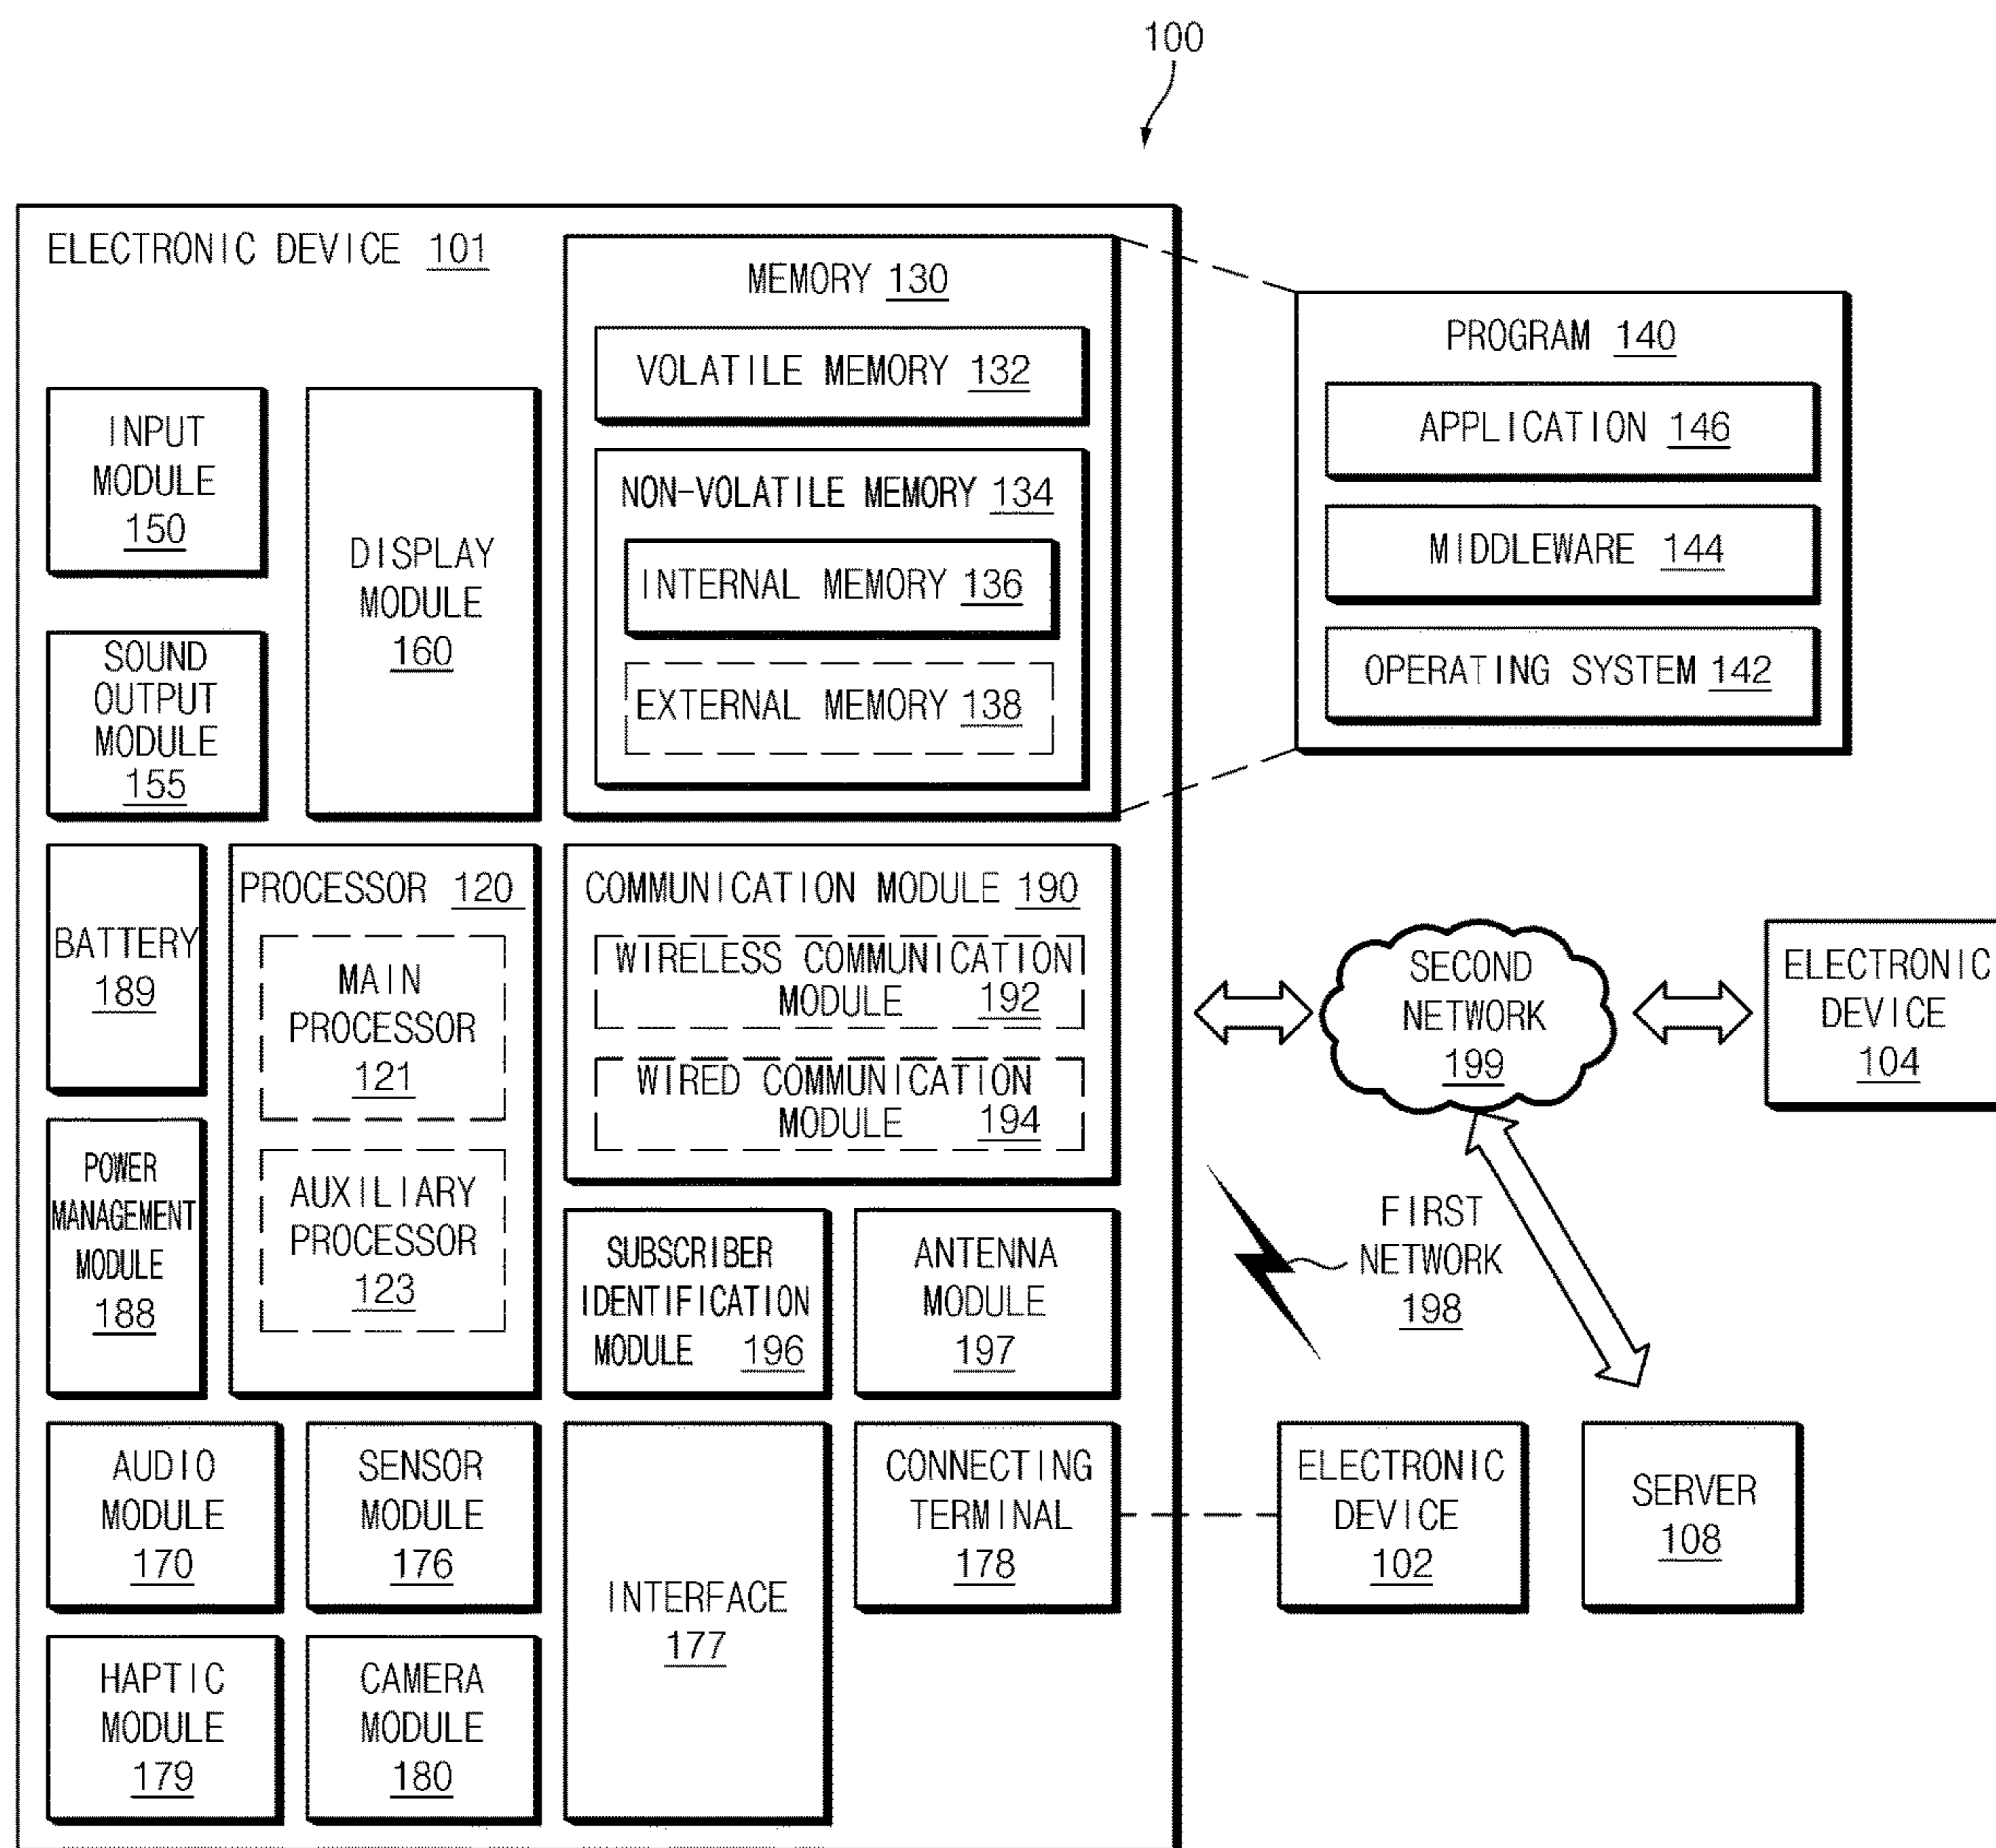 100
ELECTRONIC DEVICE 101
MEMORY 130
VOLATILE MEMORY 132
NON-VOLATILE MEMORY 134
INTERNAL MEMORY 136
EXTERNAL MEMORY 138
PROGRAM 140
APPLICATION 146
MIDDLEWARE 144
OPERATING SYSTEM 142
INPUT
MODULE
150
SOUND
OUTPUT
MODULE
155
DISPLAY
MODULE
160
BATTERY
189
POWER
MANAGEMENT
MODULE
188
PROCESSOR 120
MAIN
PROCESSOR
121
AUXILIARY
PROCESSOR
123
COMMUNICATION MODULE 190
WIRELESS COMMUNICATION
MODULE 192
WIRED COMMUNICATION
MODULE 194
SUBSCRIBER
IDENTIFICATION
MODULE 196
ANTENNA
MODULE
197
SECOND
NETWORK
199
ELECTRONIC
DEVICE
104
FIRST
NETWORK
198
AUDIO
MODULE
170
SENSOR
MODULE
176
INTERFACE
177
CONNECTING
TERMINAL
178
ELECTRONIC
DEVICE
102
SERVER
108
HAPTIC
MODULE
179
CAMERA
MODULE
180